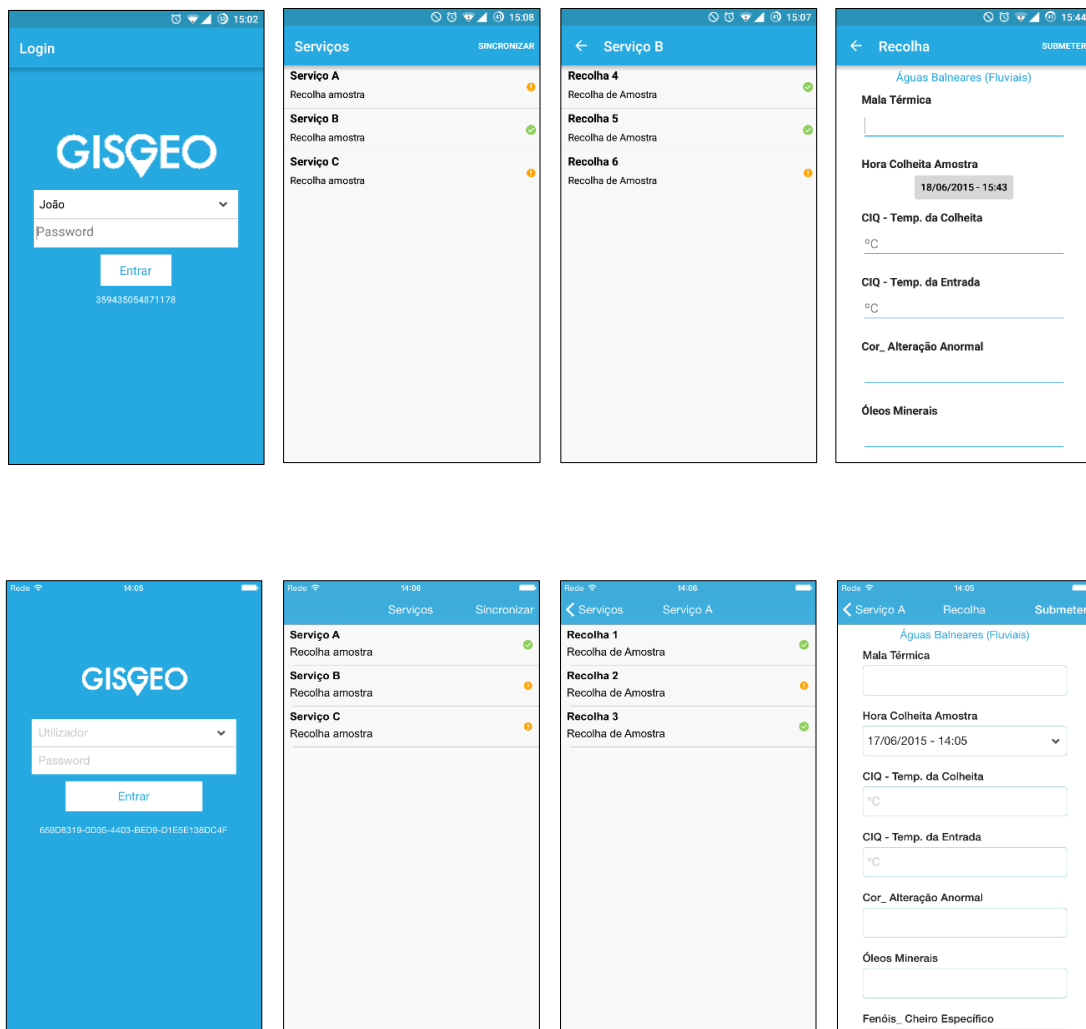 15:02
Login
GISGEO
João
Password
Entrar
359435054871178
15:08
Serviços SINCRONIZAR
Serviço A
Recolha amostra
Serviço B
Recolha amostra
Serviço C
Recolha amostra
15:07
Serviço B
Recolha 4
Recolha de Amostra
Recolha 5
Recolha de Amostra
Recolha 6
Recolha de Amostra
15:44
Recolha SUBMETER
Águas Balneares (Fluviais)
Mala Térmica
Hora Colheita Amostra
18/06/2015 - 15:43
CIQ - Temp. da Colheita
ºC
CIQ - Temp. da Entrada
ºC
Cor_ Alteração Anormal
Óleos Minerais
Rede 14:05
GISGEO
Utilizador
Password
Entrar
659D8319-0D35-4403-BED9-D1E5E138DC4F
Rede 14:06
Serviços Sincronizar
Serviço A
Recolha amostra
Serviço B
Recolha amostra
Serviço C
Recolha amostra
Rede 14:06
Serviços Serviço A
Recolha 1
Recolha de Amostra
Recolha 2
Recolha de Amostra
Recolha 3
Recolha de Amostra
Rede 14:05
Serviço A Recolha Submeter
Águas Balneares (Fluviais)
Mala Térmica
Hora Colheita Amostra
17/06/2015 - 14:05
CIQ - Temp. da Colheita
ºC
CIQ - Temp. da Entrada
ºC
Cor_ Alteração Anormal
Óleos Minerais
Fenóis_ Cheiro Específico